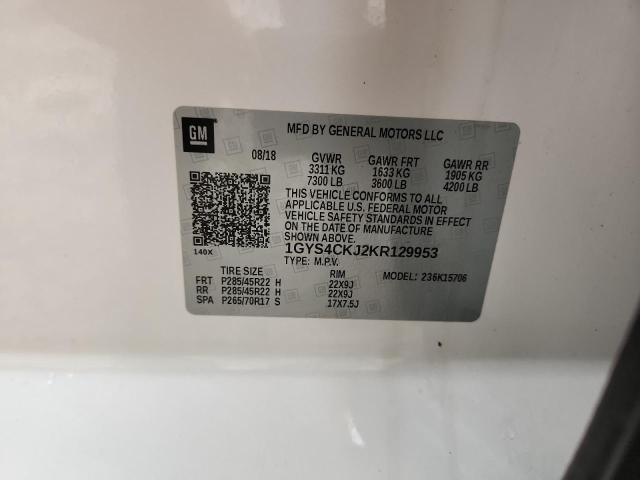 GM
MFD BY GENERAL MOTORS LLC
08/18 GVWR GAWR FRT GAWR RR
3311 KG 1633 KG 1905 KG
7300 LB 3600 LB 4200 LB
THIS VEHICLE CONFORMS TO ALL
APPLICABLE U.S. FEDERAL MOTOR
VEHICLE SAFETY STANDARDS IN EFFECT
ON THE DATE OF MANUFACTURE
SHOWN ABOVE.
140X
1GYS4CKJ2KR129953
TYPE: M.P.V.
MODEL: 236K15706
TIRE SIZE RIM
FRT P285/45R22 H 22X9J
RR P285/45R22 H 22X9J
SPA P265/70R17 S 17X7.5J